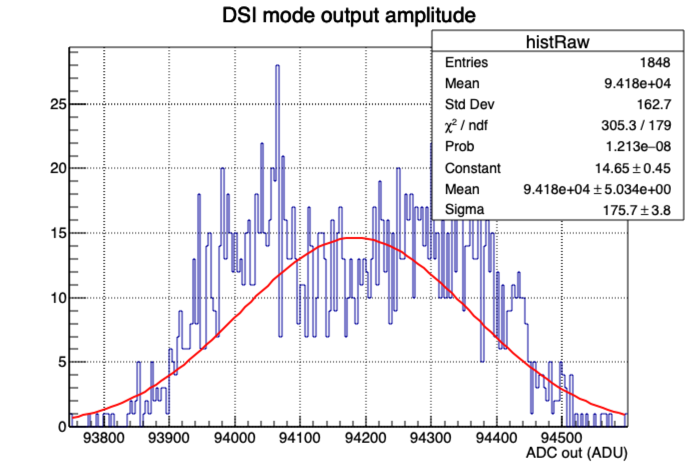 DSI mode output amplitude
histRaw
Entries 1848
Mean 9.418e+04
Std Dev 162.7
χ² / ndf 305.3 / 179
Prob 1.213e−08
Constant 14.65 ± 0.45
Mean 9.418e+04 ± 5.034e+00
Sigma 175.7 ± 3.8
25
20
15
10
5
0
93800 93900 94000 94100 94200 94300 94400 94500
ADC out (ADU)